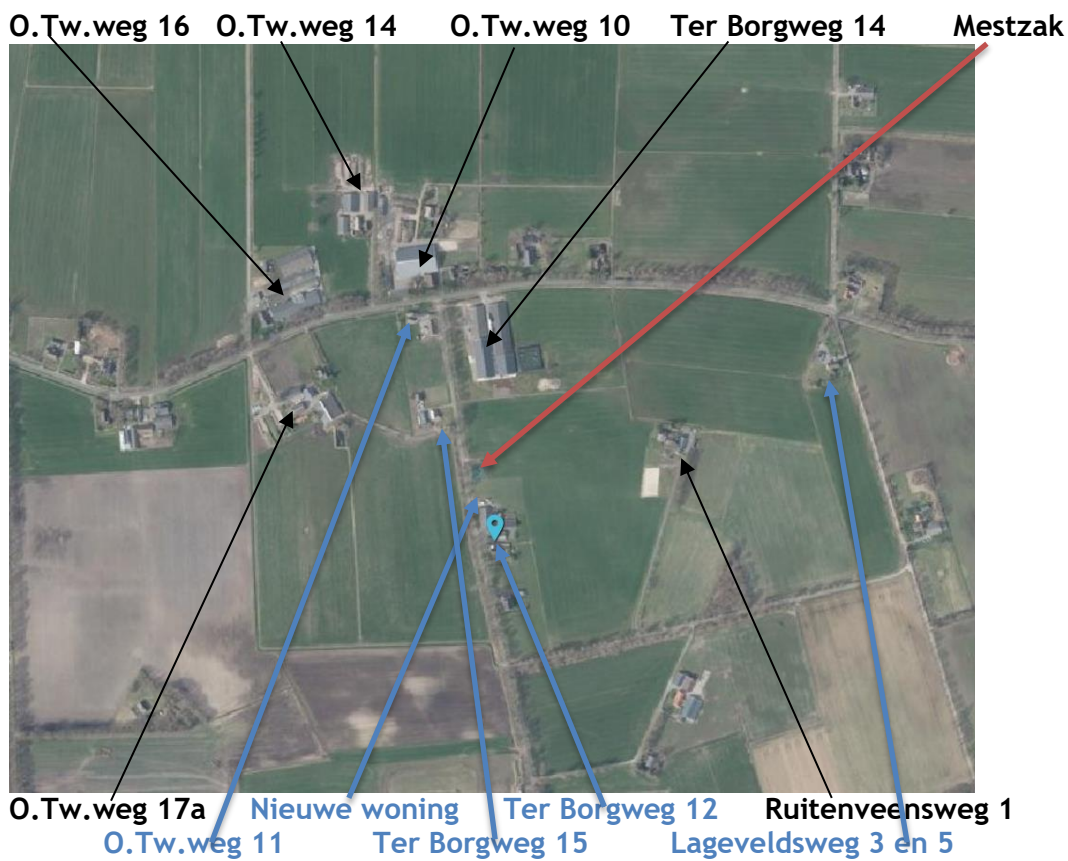 O.Tw.weg 16 O.Tw.weg 14 O.Tw.weg 10 Ter Borgweg 14 Mestzak
O.Tw.weg 17a Nieuwe woning Ter Borgweg 12 Ruitenveensweg 1
O.Tw.weg 11 Ter Borgweg 15 Lageveldsweg 3 en 5